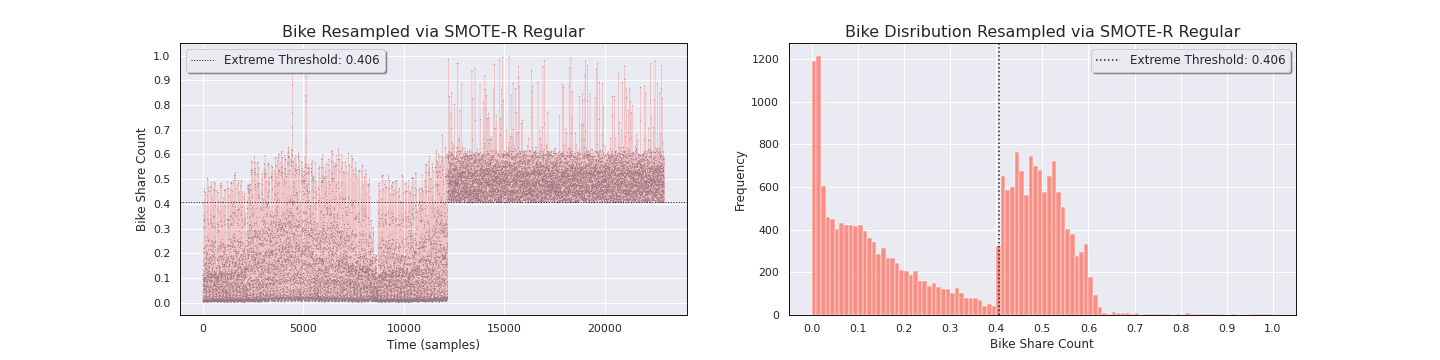 Bike Resampled via SMOTE-R Regular
Extreme Threshold: 0.406
Bike Share Count
1.0
0.9
0.8
0.7
0.6
0.5
0.4
0.3
0.2
0.1
0.0
0 5000 10000 15000 20000
Time (samples)
Bike Disribution Resampled via SMOTE-R Regular
Extreme Threshold: 0.406
Frequency
1200
1000
800
600
400
200
0
0.0 0.1 0.2 0.3 0.4 0.5 0.6 0.7 0.8 0.9 1.0
Bike Share Count